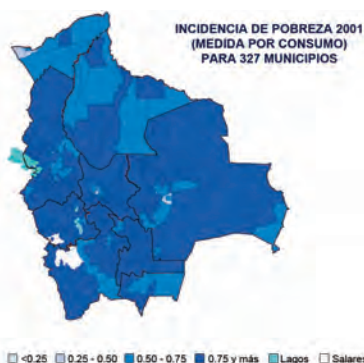 INCIDENCIA DE POBREZA 2001
(MEDIDA POR CONSUMO)
PARA 327 MUNICIPIOS
<0.25 0.25 - 0.50 0.50 - 0.75 0.75 y más Lagos Salares